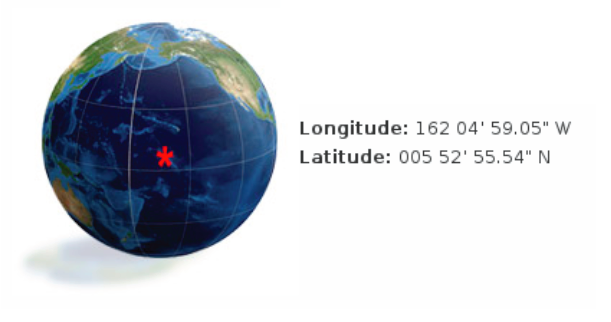 Longitude: 162 04' 59.05" W
Latitude: 005 52' 55.54" N